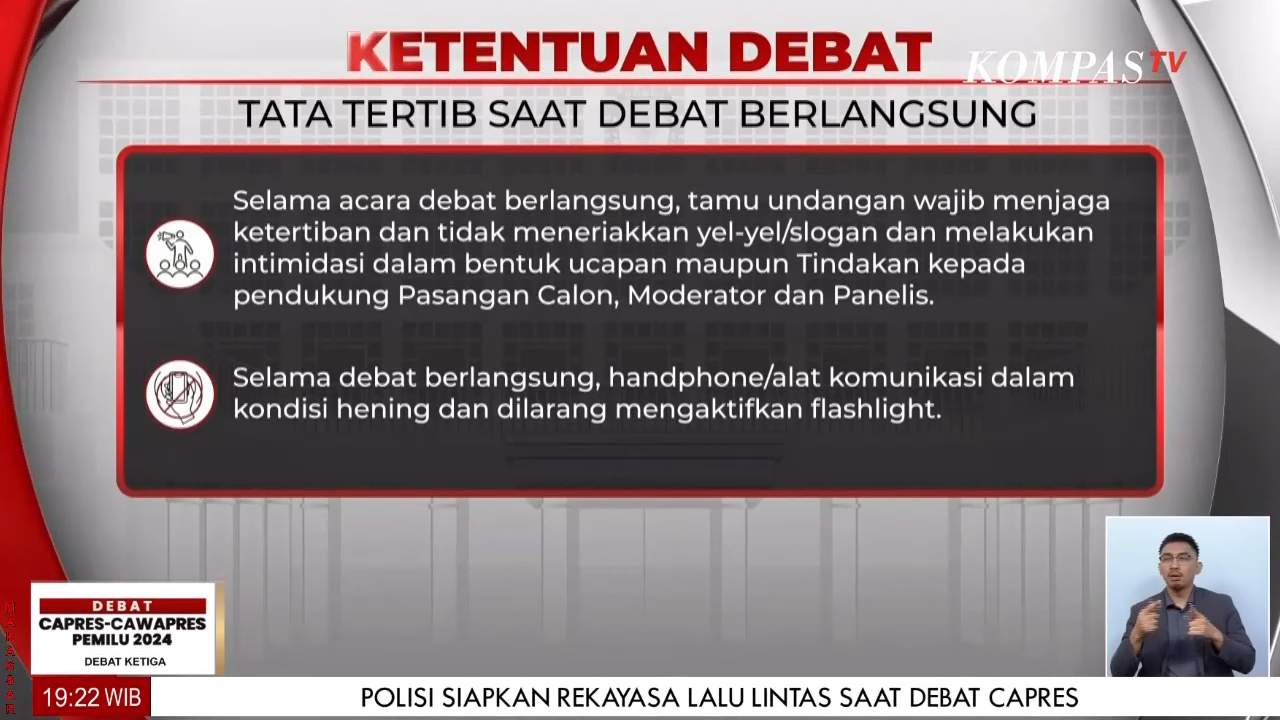 KETENTUAN DEBAT
KOMPAS TV
TATA TERTIB SAAT DEBAT BERLANGSUNG
Selama acara debat berlangsung, tamu undangan wajib menjaga
ketertiban dan tidak meneriakkan yel-yel/slogan dan melakukan
intimidasi dalam bentuk ucapan maupun Tindakan kepada
pendukung Pasangan Calon, Moderator dan Panelis.
Selama debat berlangsung, handphone/alat komunikasi dalam
kondisi hening dan dilarang mengaktifkan flashlight.
DEBAT
CAPRES-CAWAPRES
PEMILU 2024
DEBAT KETIGA
MAKASSAR
19:22 WIB
POLISI SIAPKAN REKAYASA LALU LINTAS SAAT DEBAT CAPRES